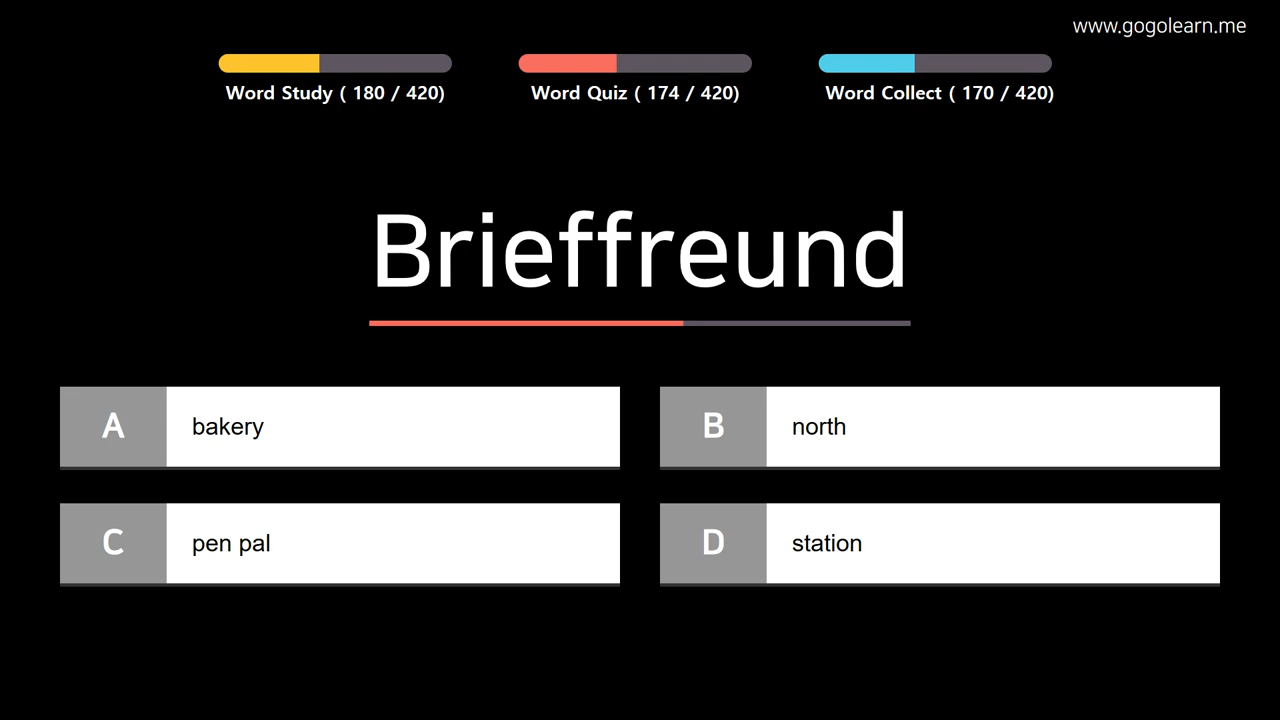 www.gogolearn.me
Word Study ( 180 / 420)
Word Quiz ( 174 / 420)
Word Collect ( 170 / 420)
Brieffreund
A bakery
B north
C pen pal
D station